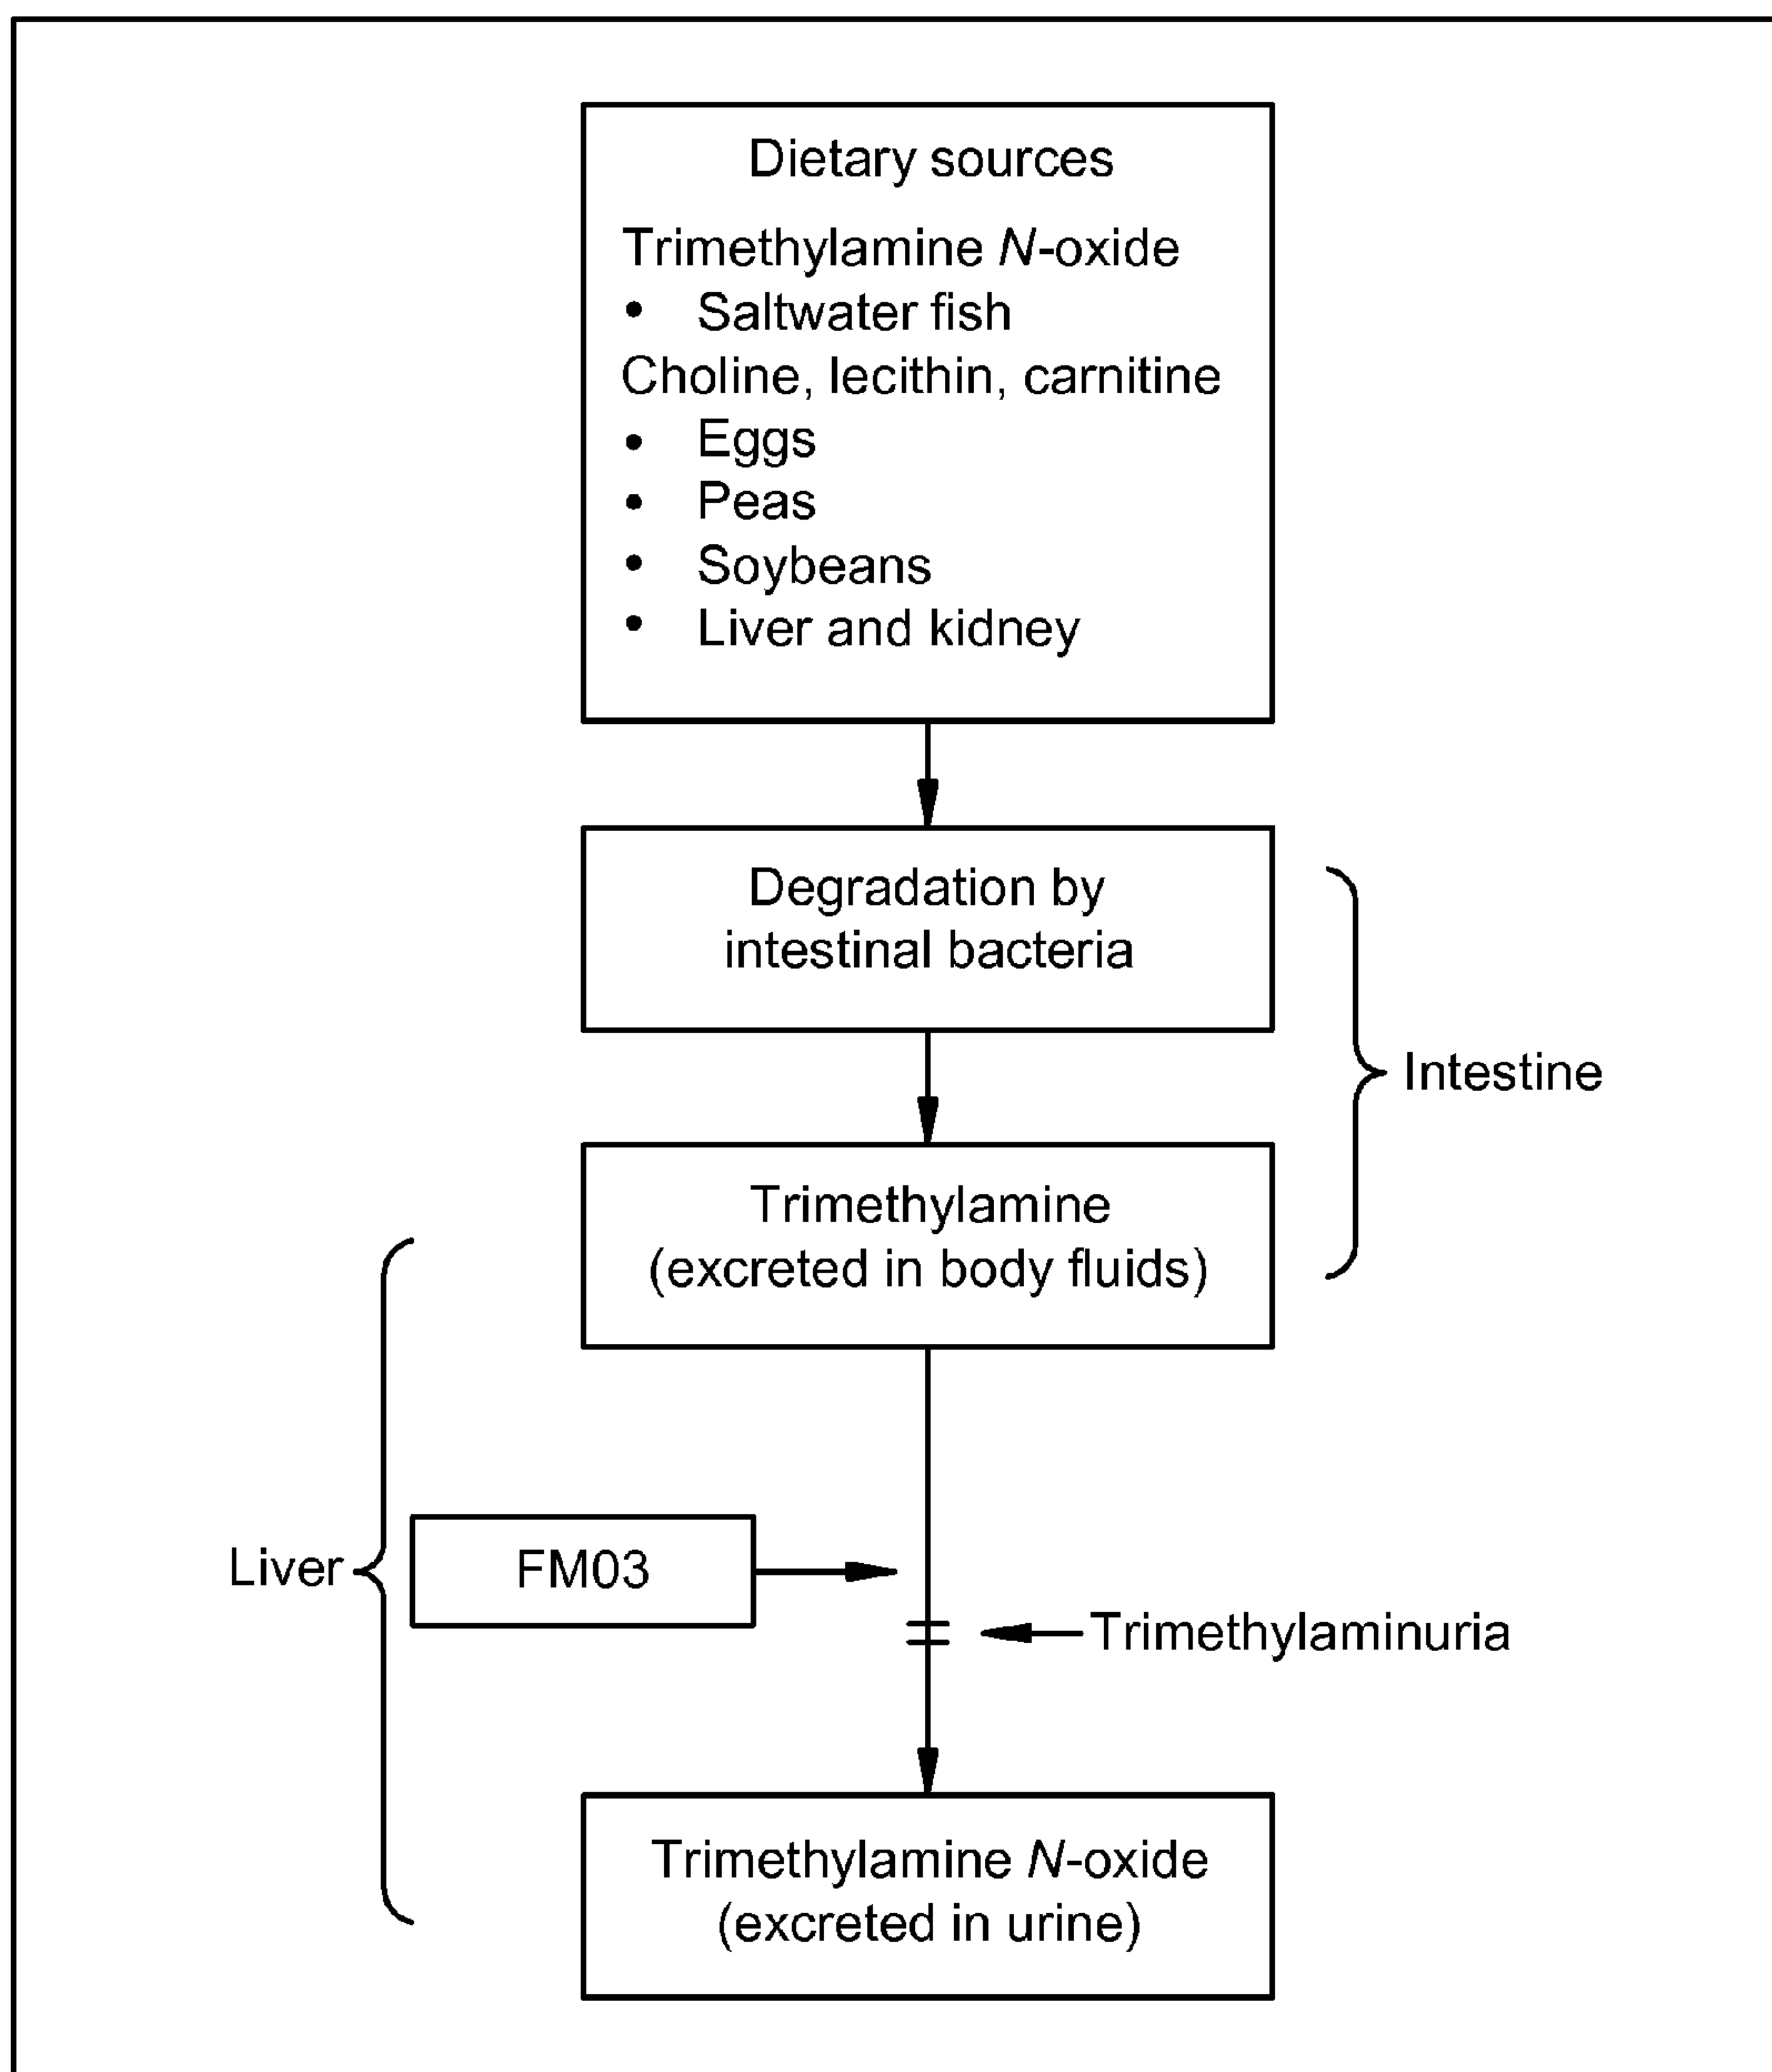 Dietary sources
Trimethylamine N-oxide
• Saltwater fish
Choline, lecithin, carnitine
• Eggs
• Peas
• Soybeans
• Liver and kidney
Degradation by
intestinal bacteria
Intestine
Trimethylamine
(excreted in body fluids)
Liver
FM03
Trimethylaminuria
Trimethylamine N-oxide
(excreted in urine)